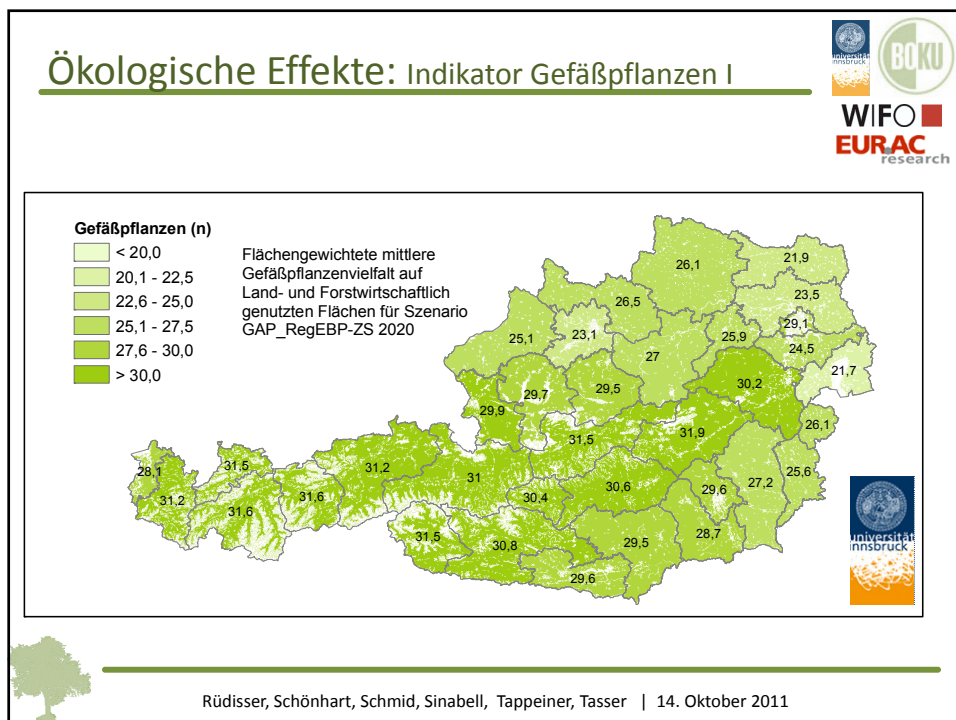 Ökologische Effekte: Indikator Gefäßpflanzen I
universität
innsbruck
BOKU
WIFO
EURAC
research
Gefäßpflanzen (n)
< 20,0
20,1 - 22,5
22,6 - 25,0
25,1 - 27,5
27,6 - 30,0
> 30,0
Flächengewichtete mittlere
Gefäßpflanzenvielfalt auf
Land- und Forstwirtschaftlich
genutzten Flächen für Szenario
GAP_RegEBP-ZS 2020
26,1
21,9
26,5
23,5
25,1
23,1
29,1
27
25,9
24,5
29,7
29,5
30,2
21,7
29,9
31,5
31,9
26,1
28,1
31,5
31,2
31
31,2
31,6
31,6
30,4
30,6
29,6
27,2
25,6
31,5
30,8
29,5
28,7
29,6
universität
innsbruck
Rüdisser, Schönhart, Schmid, Sinabell, Tappeiner, Tasser | 14. Oktober 2011